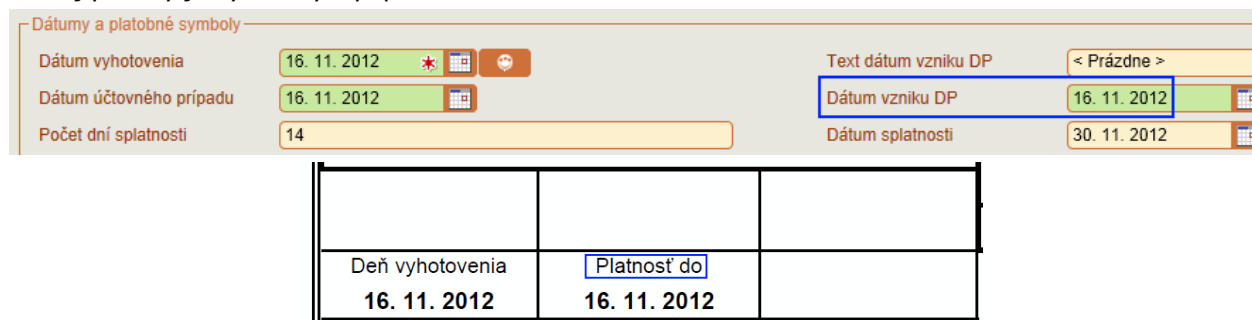 Dátumy a platobné symboly
Dátum vyhotovenia 16. 11. 2012 Text dátum vzniku DP < Prázdne >
Dátum účtovného prípadu 16. 11. 2012 Dátum vzniku DP 16. 11. 2012
Počet dní splatnosti 14 Dátum splatnosti 30. 11. 2012
Deň vyhotovenia Platnosť do
16. 11. 2012 16. 11. 2012